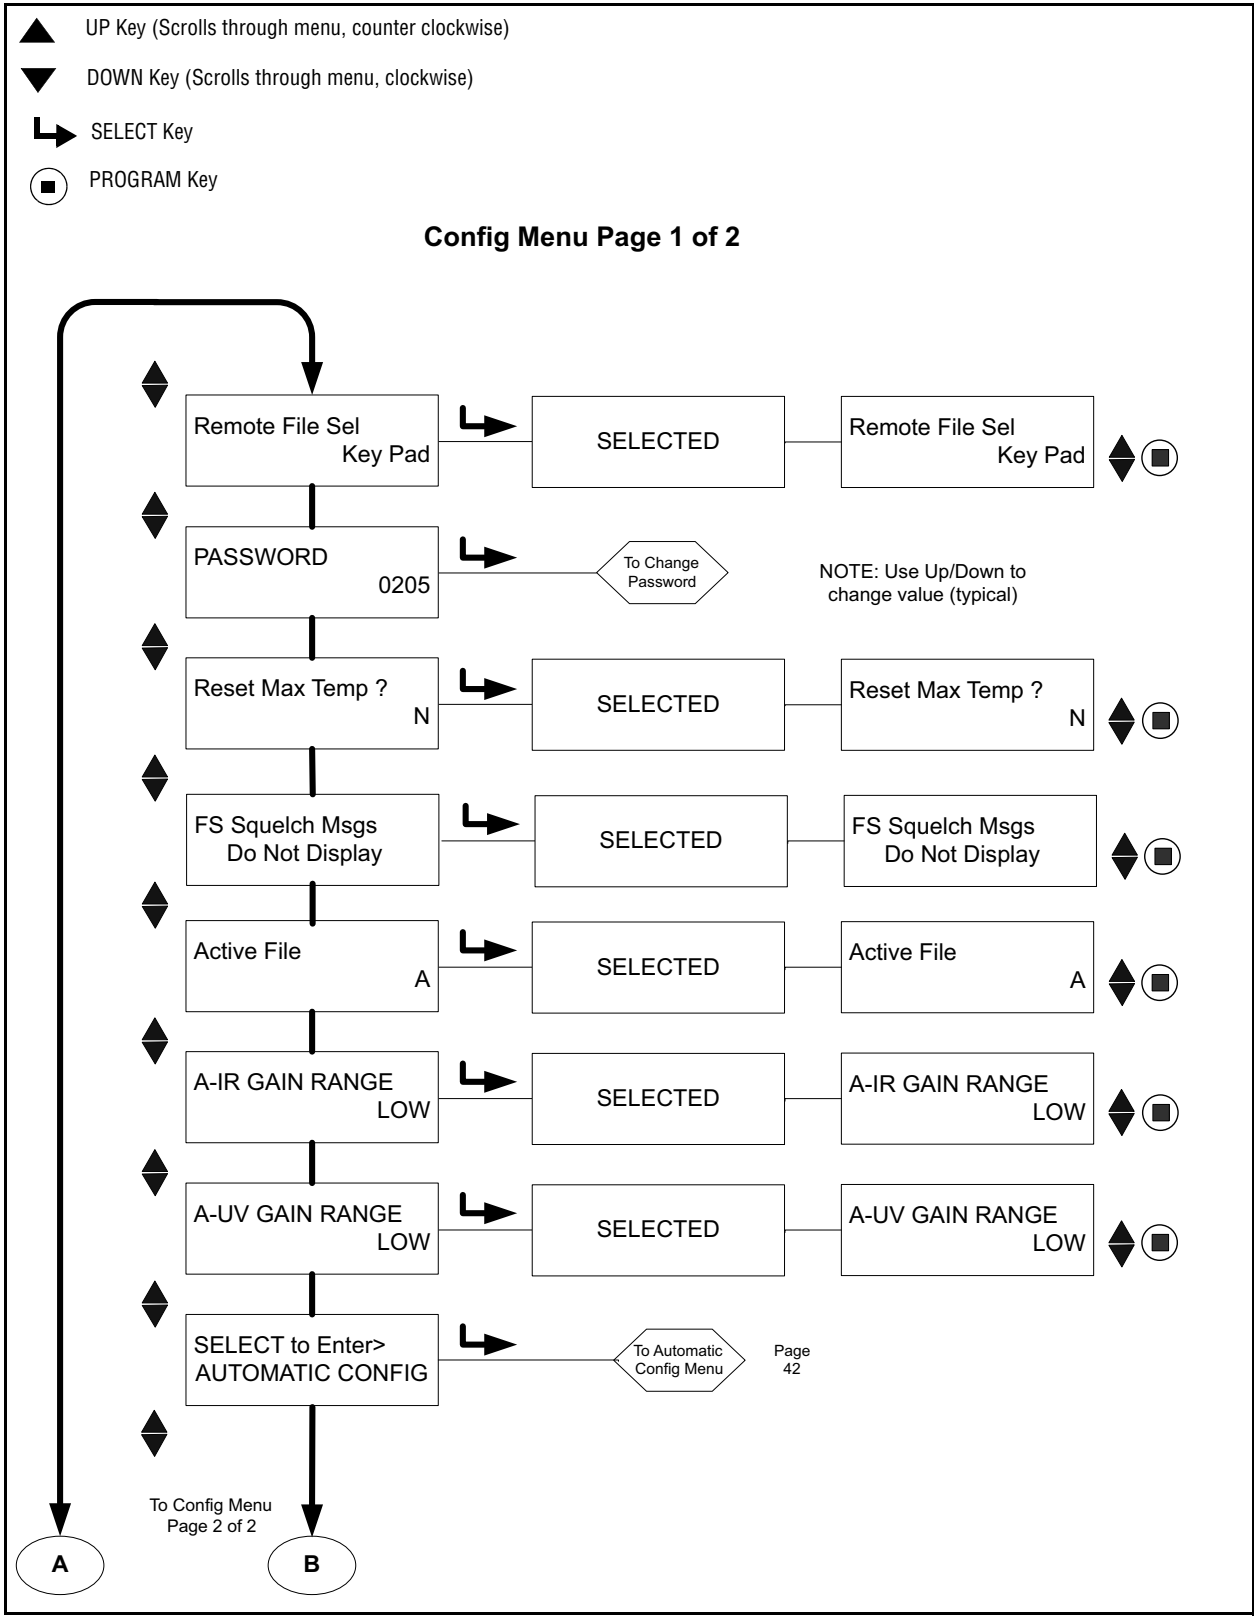 UP Key (Scrolls through menu, counter clockwise)
DOWN Key (Scrolls through menu, clockwise)
SELECT Key
PROGRAM Key
Config Menu Page 1 of 2
Remote File Sel
Key Pad
SELECTED
Remote File Sel
Key Pad
PASSWORD
0205
To Change
Password
NOTE: Use Up/Down to
change value (typical)
Reset Max Temp ?
N
SELECTED
Reset Max Temp ?
N
FS Squelch Msgs
Do Not Display
SELECTED
FS Squelch Msgs
Do Not Display
Active File
A
SELECTED
Active File
A
A-IR GAIN RANGE
LOW
SELECTED
A-IR GAIN RANGE
LOW
A-UV GAIN RANGE
LOW
SELECTED
A-UV GAIN RANGE
LOW
SELECT to Enter>
AUTOMATIC CONFIG
To Automatic
Config Menu
Page
42
To Config Menu
Page 2 of 2
A
B